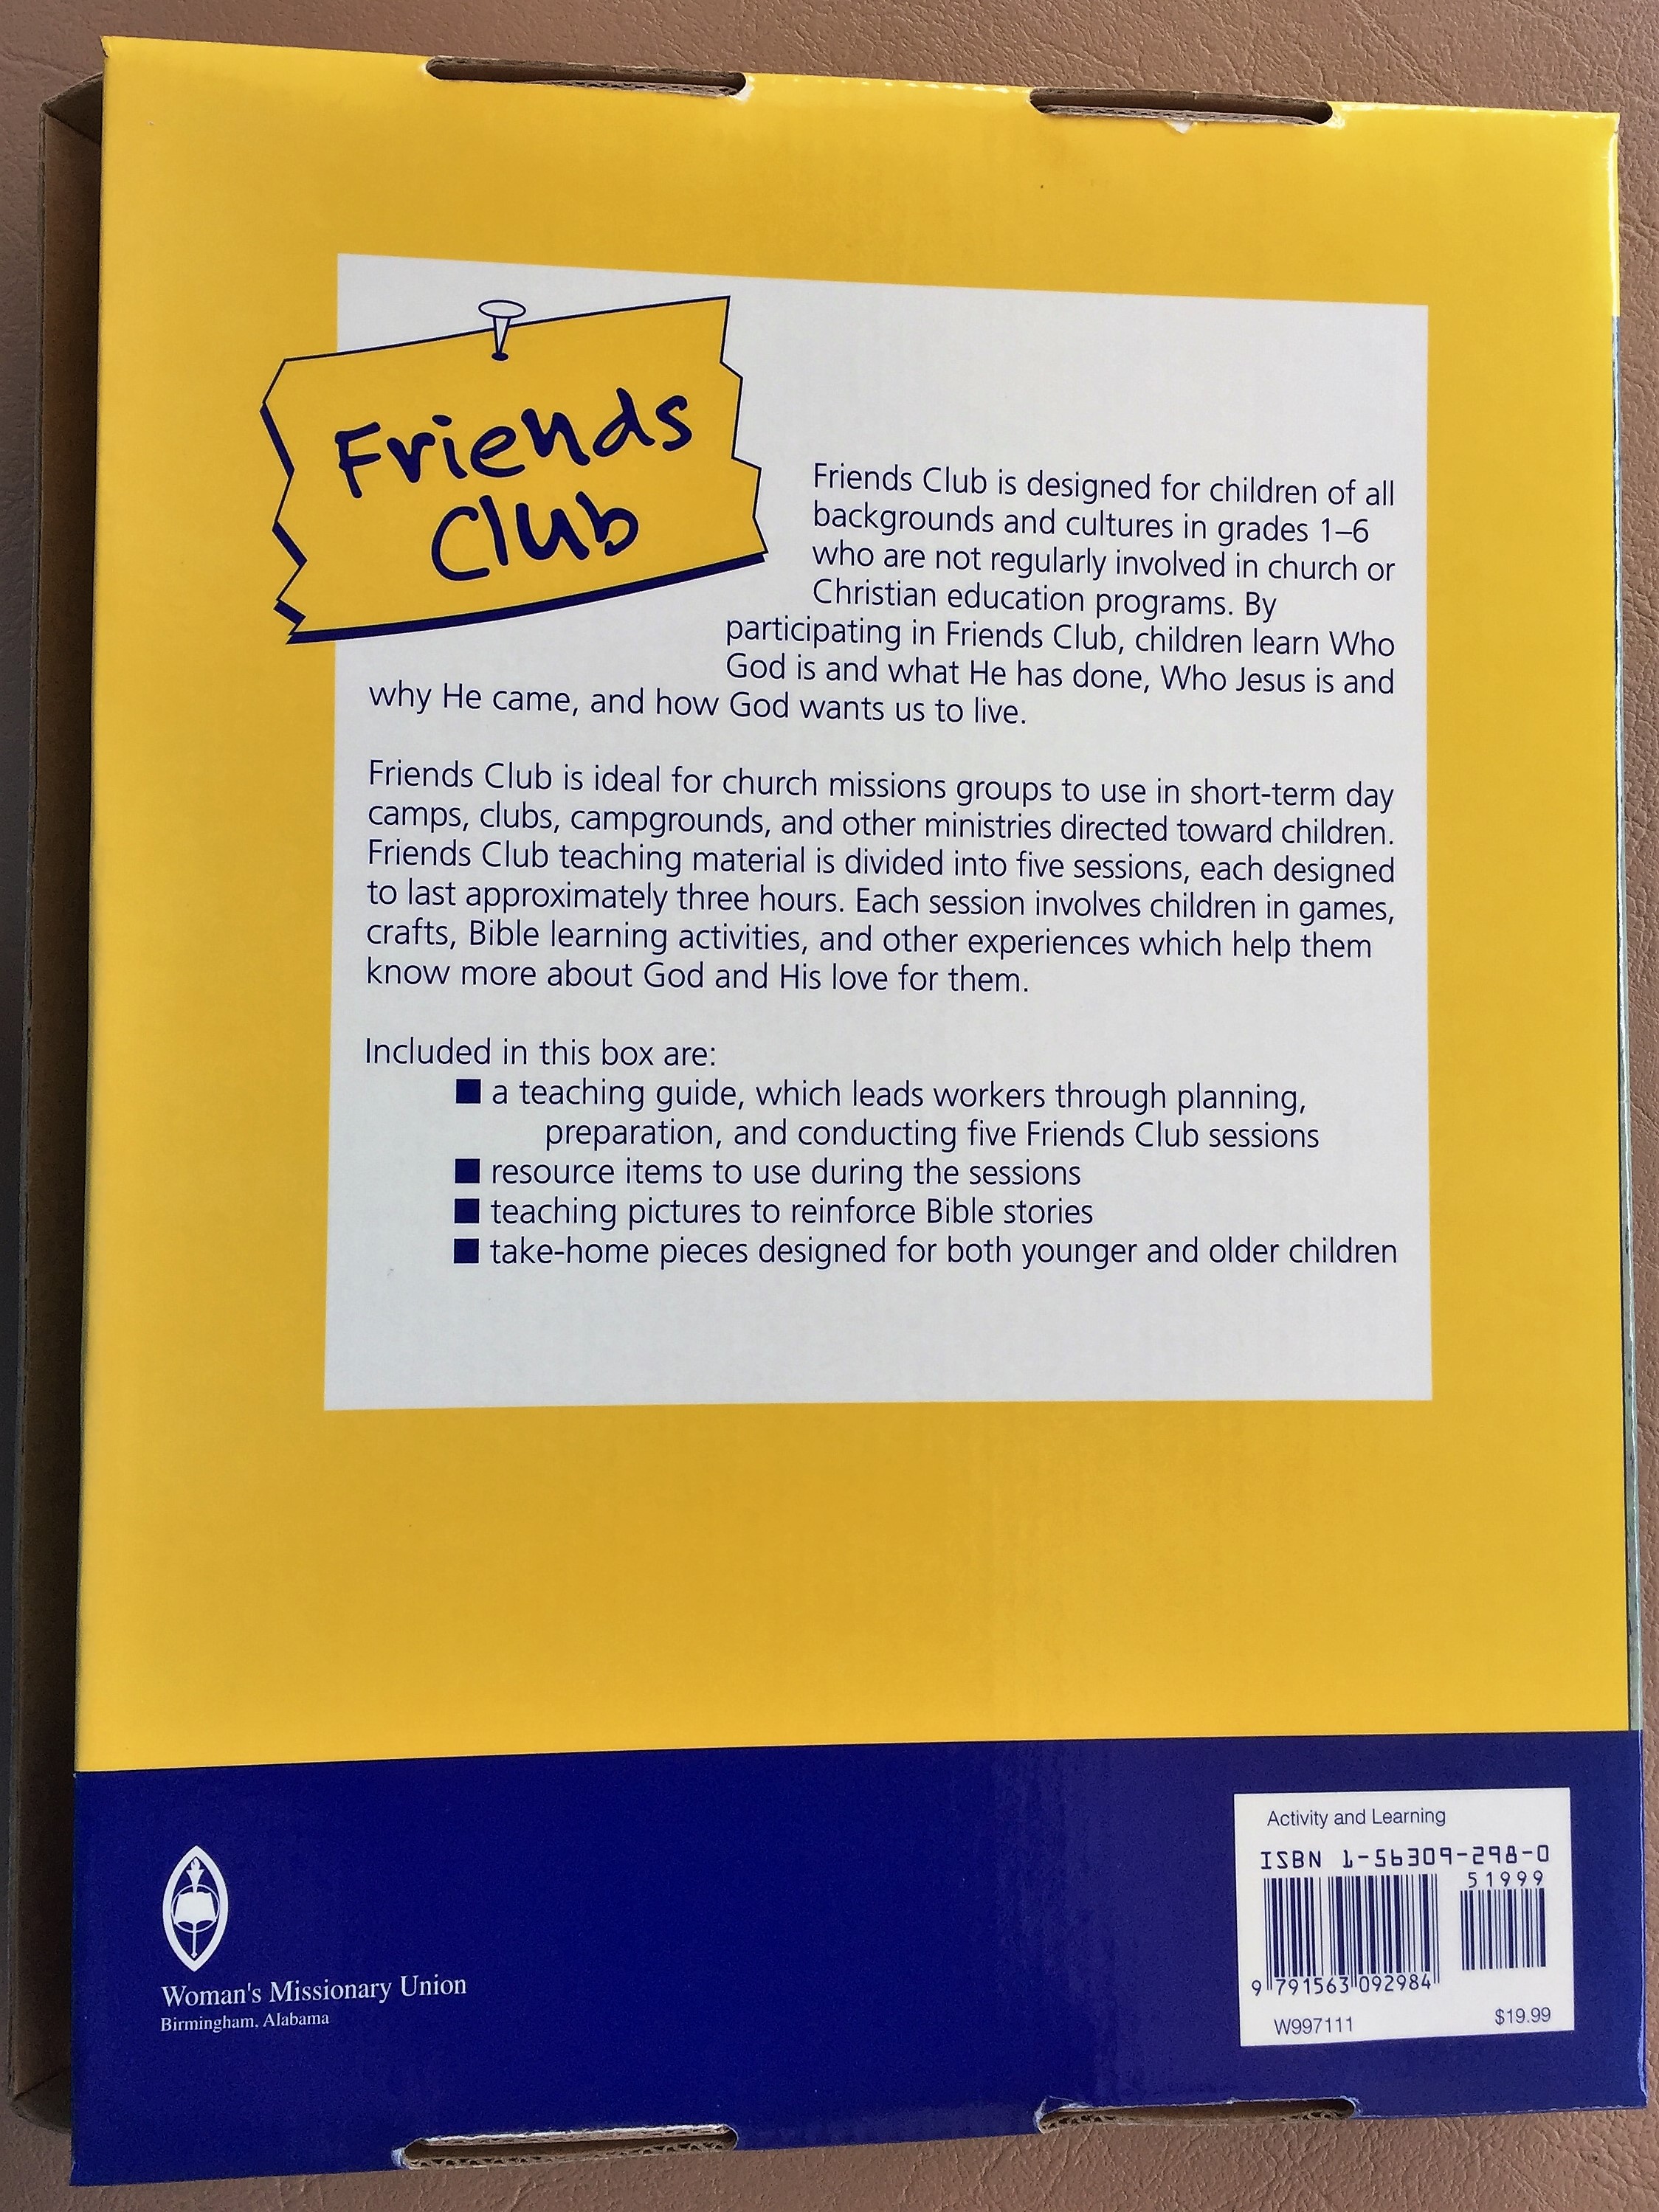 Friends
Club
Friends Club is designed for children of all
backgrounds and cultures in grades 1–6
who are not regularly involved in church or
Christian education programs. By
participating in Friends Club, children learn Who
God is and what He has done, Who Jesus is and
why He came, and how God wants us to live.
Friends Club is ideal for church missions groups to use in short-term day
camps, clubs, campgrounds, and other ministries directed toward children.
Friends Club teaching material is divided into five sessions, each designed
to last approximately three hours. Each session involves children in games,
crafts, Bible learning activities, and other experiences which help them
know more about God and His love for them.
Included in this box are:
■ a teaching guide, which leads workers through planning,
preparation, and conducting five Friends Club sessions
■ resource items to use during the sessions
■ teaching pictures to reinforce Bible stories
■ take-home pieces designed for both younger and older children
Woman's Missionary Union
Birmingham, Alabama
Activity and Learning
ISBN 1-56309-298-0
51999
9 791563 092984
W997111 $19.99